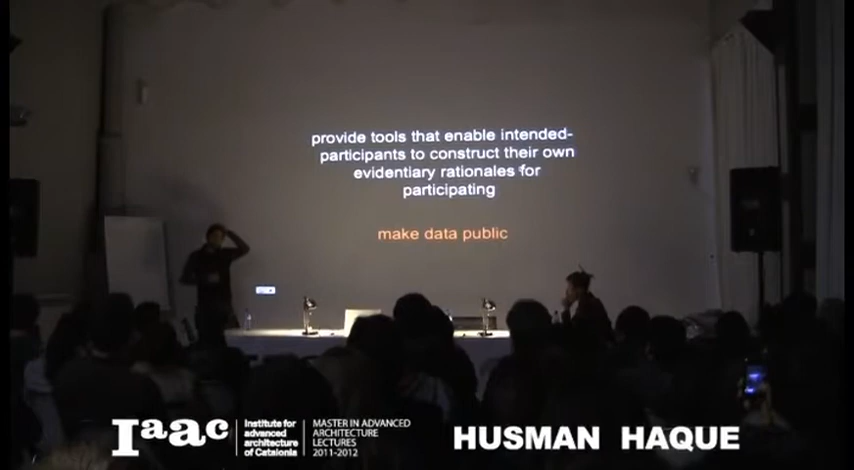 provide tools that enable intended-
participants to construct their own
evidentiary rationales for
participating
make data public
Iaac
Institute for
advanced
architecture
of Catalonia
MASTER IN ADVANCED
ARCHITECTURE
LECTURES
2011-2012
HUSMAN HAQUE